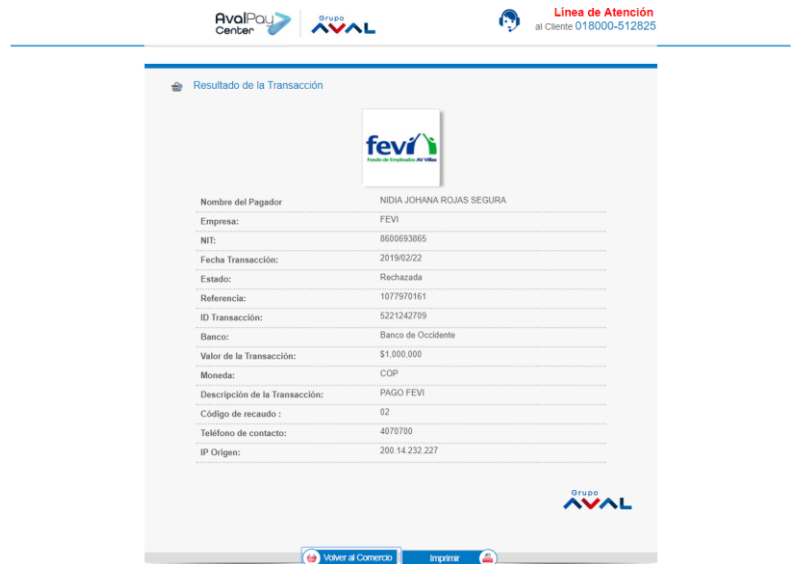 AvalPay
Center
Grupo
AVAL
Línea de Atención
al Cliente 018000-512825
Resultado de la Transacción
fevi
Fondo de Empleados AV Villas
Nombre del Pagador NIDIA JOHANA ROJAS SEGURA
Empresa: FEVI
NIT: 8600693865
Fecha Transacción: 2019/02/22
Estado: Rechazada
Referencia: 1077970161
ID Transacción: 5221242709
Banco: Banco de Occidente
Valor de la Transacción: $1,000,000
Moneda: COP
Descripción de la Transacción: PAGO FEVI
Código de recaudo : 02
Teléfono de contacto: 4070700
IP Origen: 200.14.232.227
Grupo
AVAL
Volver al Comercio Imprimir